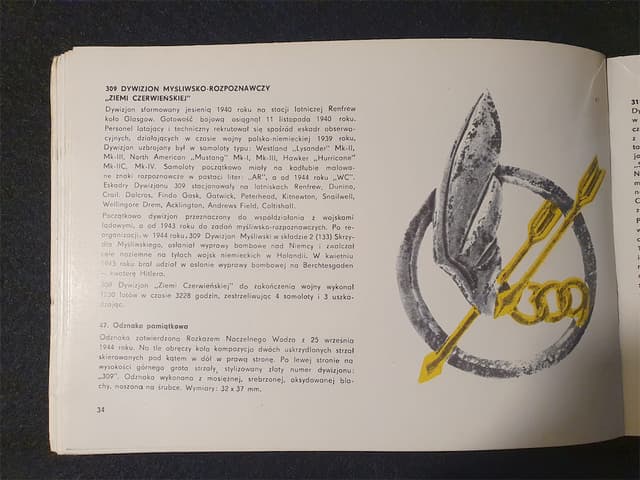 309 DYWIZJON MYŚLIWSKO-ROZPOZNAWCZY
„ZIEMI CZERWIEŃSKIEJ"
Dywizjon sformowany jesienią 1940 roku na stacji lotniczej Renfrew
koło Glasgow. Gotowość bojową osiągnął 11 listopada 1940 roku.
Personel latający i techniczny rekrutował się spośród eskadr obserwa-
cyjnych, działających w czasie wojny polsko-niemieckiej 1939 roku.
Dywizjon uzbrojony był w samoloty typu: Westland „Lysander" Mk-II,
Mk-III, North American „Mustang" Mk-I, Mk-III, Hawker „Hurricane"
Mk-IIC, Mk-IV. Samoloty początkowo miały na kadłubie malowa-
ne znaki rozpoznawcze w postaci liter: „AR", a od 1944 roku „WC".
Eskadry Dywizjonu 309 stacjonowały na lotniskach Renfrew, Dunino,
Crail, Dalcros, Findo Gask, Gatwick, Peterhead, Kitnewton, Snailwell,
Wellingore Drem, Acklington, Andrews Field, Coltishall.
Początkowo dywizjon przeznaczony do współdziałania z wojskami
lądowymi, a od 1943 roku do zadań myśliwsko-rozpoznawczych. Po re-
organizacji, w 1944 roku, 309 Dywizjon Myśliwski w składzie 2 (133) Skrzy-
dła Myśliwskiego, osłaniał wyprawy bombowe nad Niemcy i zwalczał
cele naziemne na tyłach wojsk niemieckich w Holandii. W kwietniu
1945 roku brał udział w osłonie wyprawy bombowej na Berchtesgaden
— kwaterę Hitlera.
309 Dywizjon „Ziemi Czerwieńskiej" do zakończenia wojny wykonał
lotów w czasie 3228 godzin, zestrzeliwując 4 samoloty i 3 uszka-
dzając.
47. Odznaka pamiątkowa
Odznaka zatwierdzona Rozkazem Naczelnego Wodza z 25 września
1944 roku. Na tle obręczy koła kompozycja dwóch uskrzydlonych strzał
skierowanych pod kątem w dół w prawą stronę. Po lewej stronie na
wysokości górnego grota strzały, stylizowany złoty numer dywizjonu:
„309". Odznaka wykonana z mosiężnej, srebrzonej, oksydowanej bla-
chy, noszona na śrubce. Wymiary: 32 x 37 mm.
34
309
31